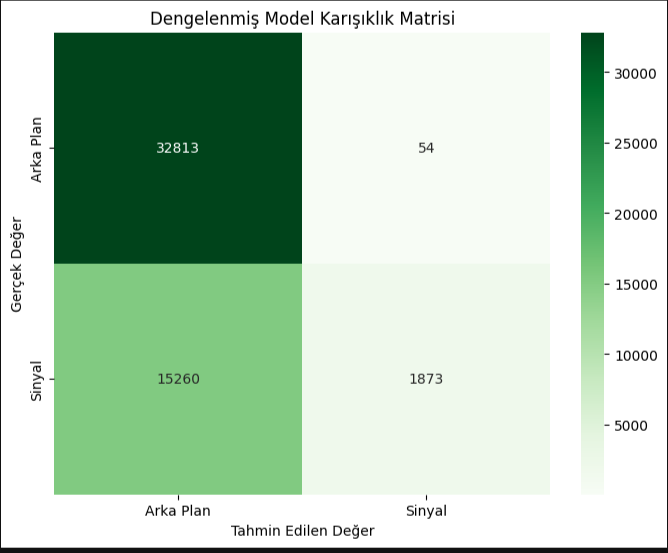 Dengelenmiş Model Karışıklık Matrisi
Gerçek Değer
Arka Plan
32813
54
Sinyal
15260
1873
Arka Plan
Sinyal
Tahmin Edilen Değer
30000
25000
20000
15000
10000
5000